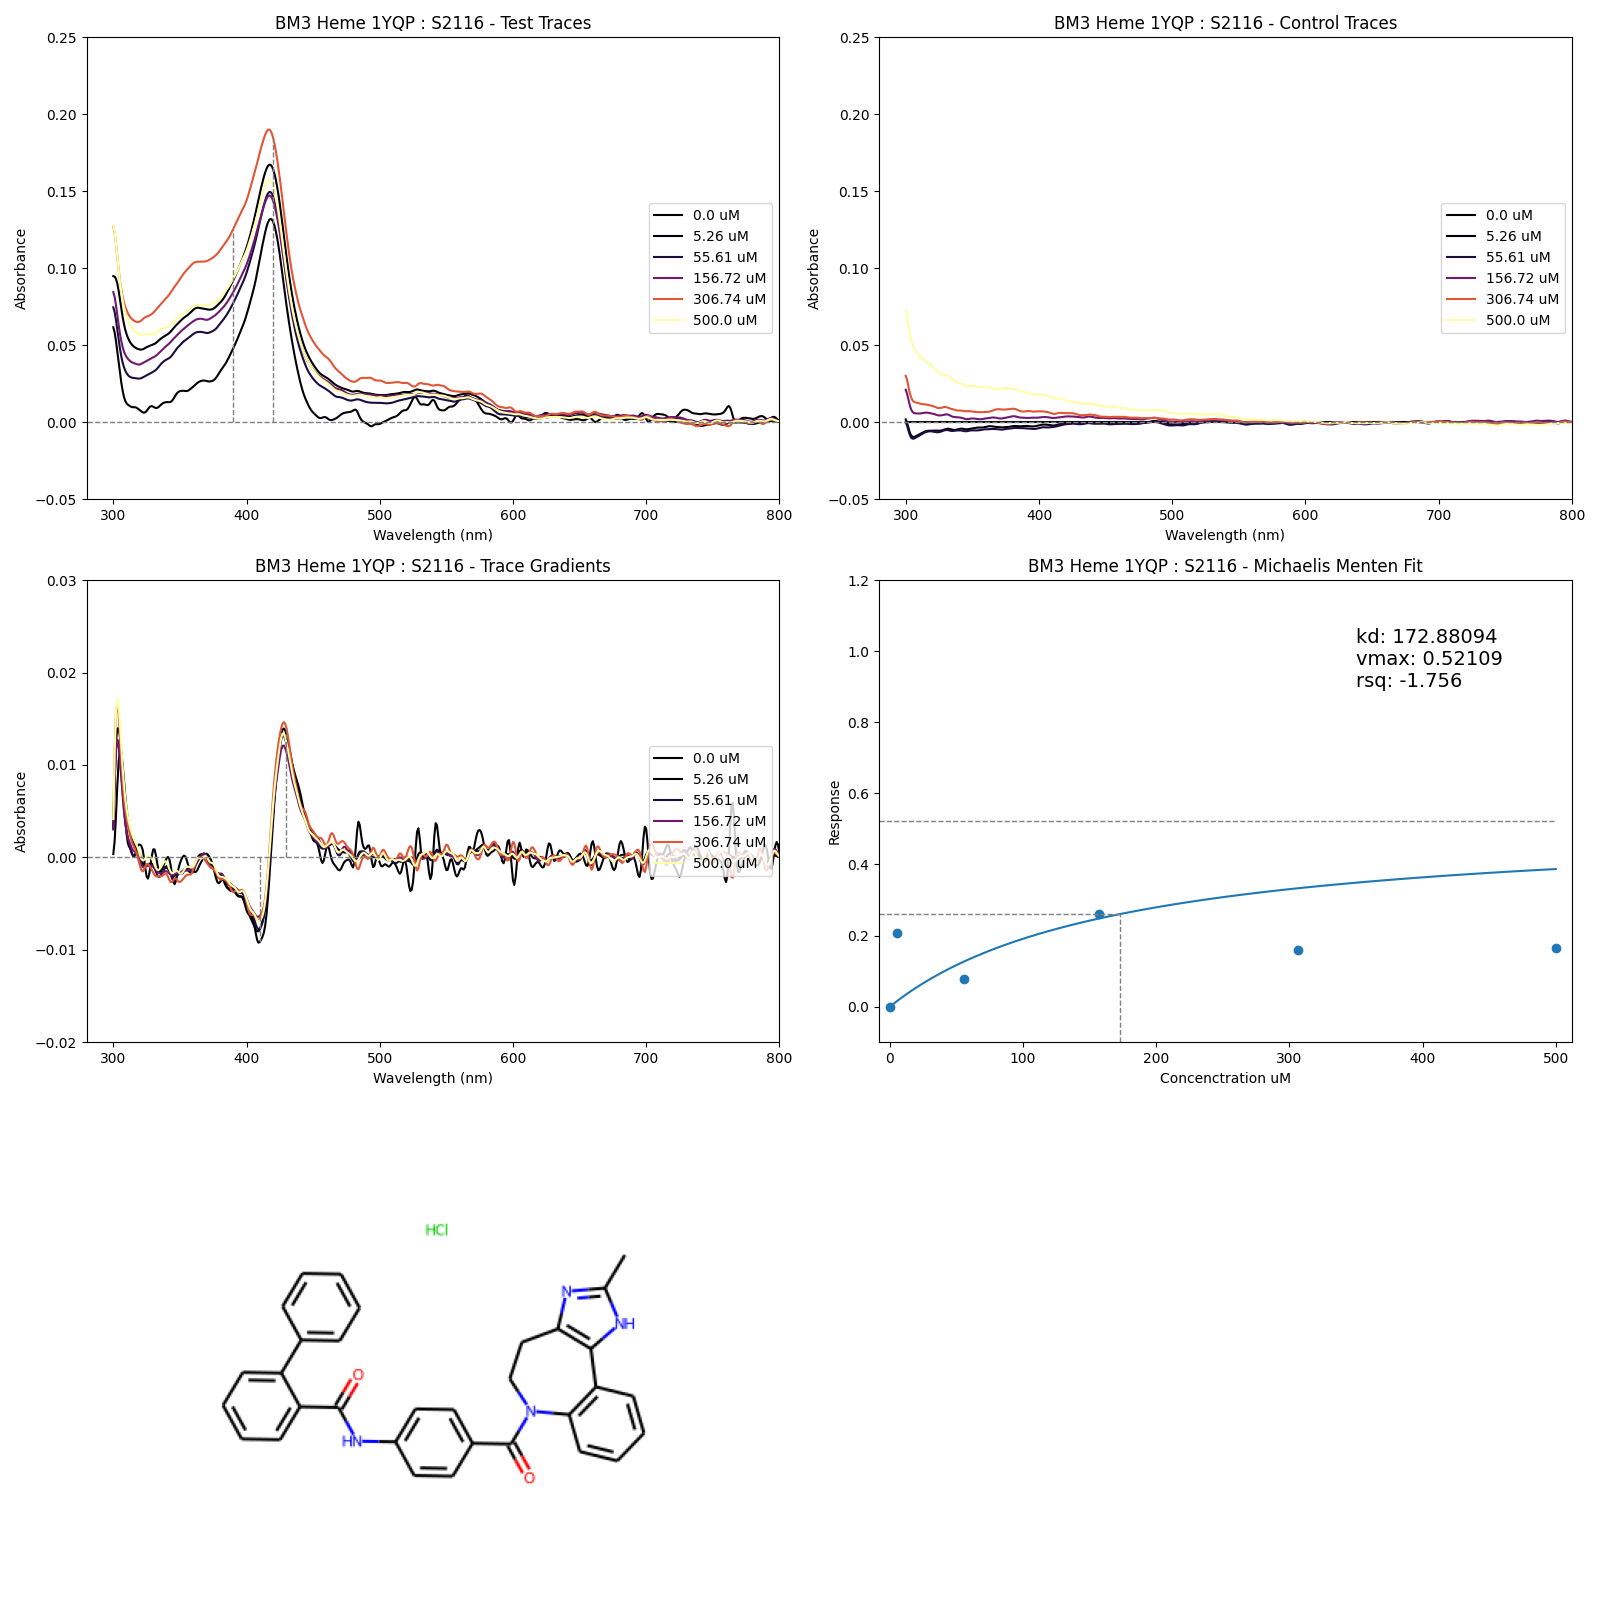 BM3 Heme 1YQP : S2116 - Test Traces
0.25
0.20
0.15
0.10
0.05
0.00
−0.05
Absorbance
300 400 500 600 700 800
Wavelength (nm)
0.0 uM
5.26 uM
55.61 uM
156.72 uM
306.74 uM
500.0 uM
BM3 Heme 1YQP : S2116 - Control Traces
0.25
0.20
0.15
0.10
0.05
0.00
−0.05
Absorbance
300 400 500 600 700 800
Wavelength (nm)
0.0 uM
5.26 uM
55.61 uM
156.72 uM
306.74 uM
500.0 uM
BM3 Heme 1YQP : S2116 - Trace Gradients
0.03
0.02
0.01
0.00
−0.01
−0.02
Absorbance
300 400 500 600 700 800
Wavelength (nm)
0.0 uM
5.26 uM
55.61 uM
156.72 uM
306.74 uM
500.0 uM
BM3 Heme 1YQP : S2116 - Michaelis Menten Fit
1.2
1.0
0.8
0.6
0.4
0.2
0.0
Response
0 100 200 300 400 500
Concenctration uM
kd: 172.88094
vmax: 0.52109
rsq: -1.756
HCl
N
NH
O
HN
N
O